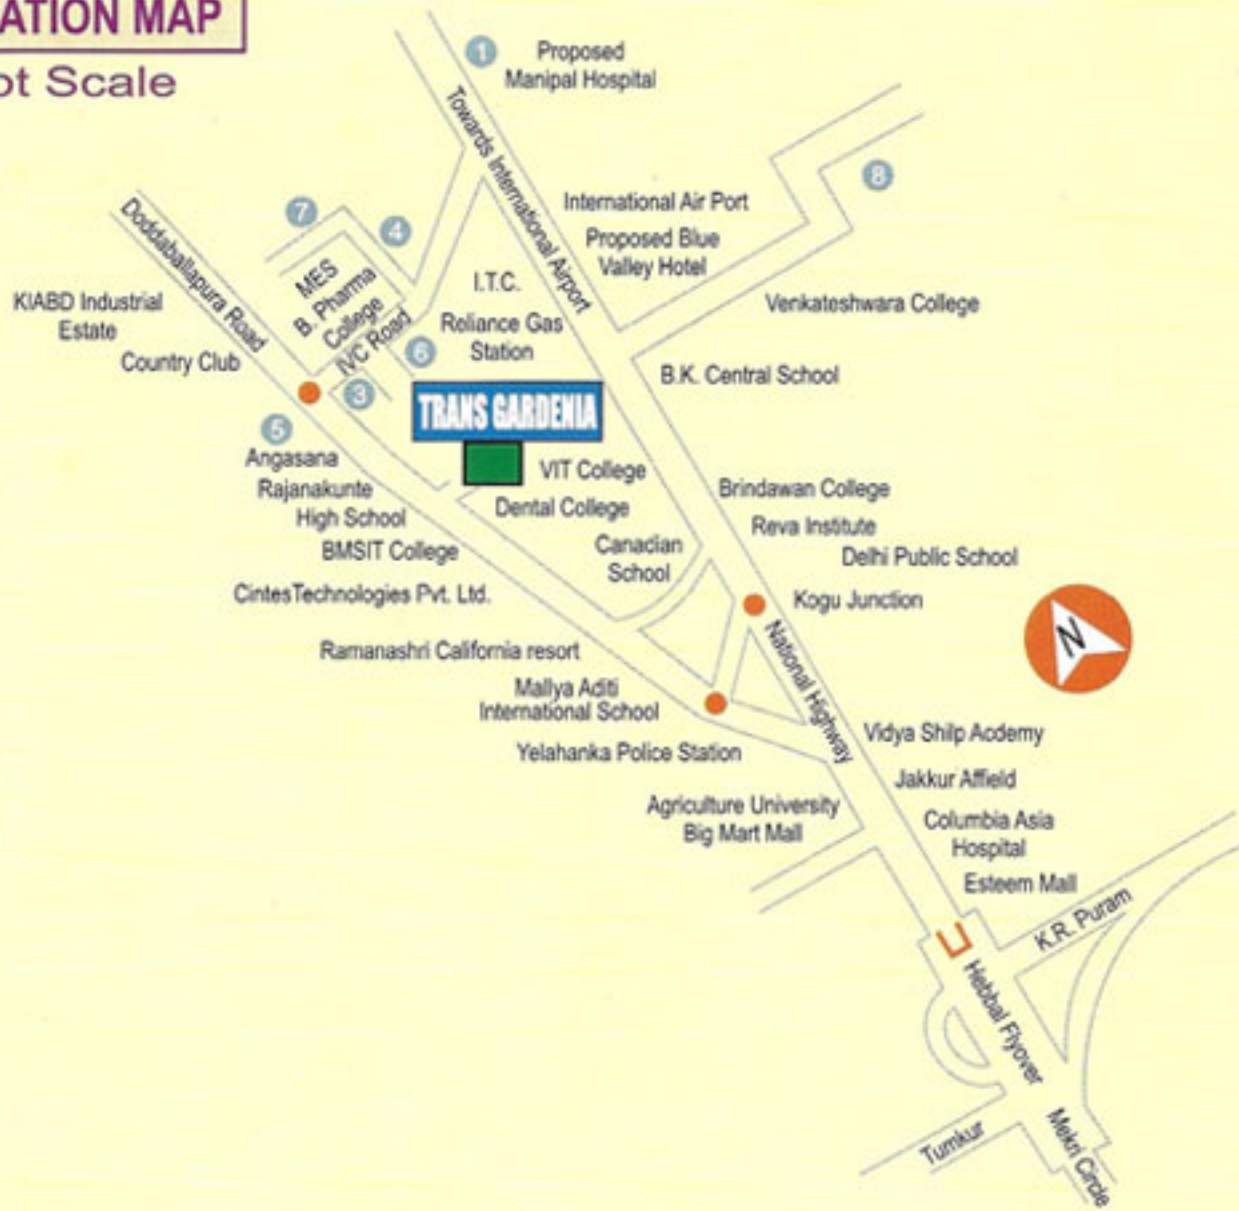 ATION MAP
ot Scale
1
Proposed
Manipal Hospital
Towards International Airport
8
International Air Port
Proposed Blue
Valley Hotel
7
4
Doddaballapura Road
MES
B. Pharma
College
IVC Road
I.T.C.
KIABD Industrial
Estate
Venkateshwara College
Reliance Gas
Station
6
Country Club
B.K. Central School
3
TRANS GARDENIA
5
Angasana
VIT College
Rajanakunte
High School
Brindawan College
Dental College
Reva Institute
BMSIT College
Canadian
School
Delhi Public School
CintesTechnologies Pvt. Ltd.
Kogu Junction
N
National Highway
Ramanashri California resort
Mallya Aditi
International School
Vidya Shilp Acdemy
Yelahanka Police Station
Jakkur Affield
Agriculture University
Big Mart Mall
Columbia Asia
Hospital
Esteem Mall
K.R. Puram
Hebbal Flyover
Tumkur
Mekri Circle